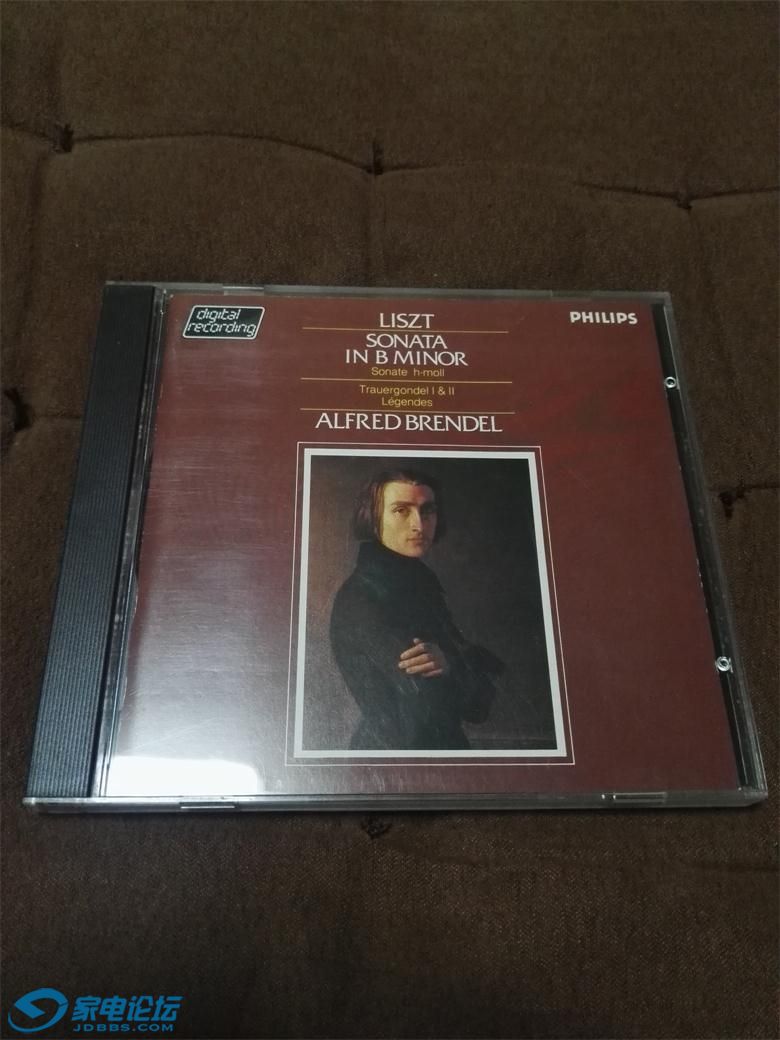 digital
recording
LISZT
SONATA
IN B MINOR
Sonate h-moll
Trauergondel I & II
Légendes
ALFRED BRENDEL
PHILIPS
家电论坛
JDBBS.COM